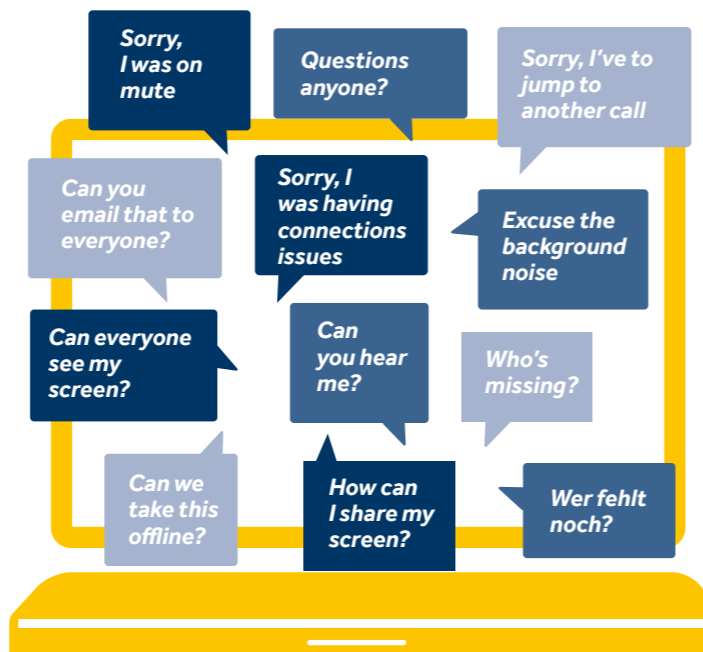 Sorry,
I was on
mute
Questions
anyone?
Sorry, I've to
jump to
another call
Can you
email that to
everyone?
Sorry, I
was having
connections
issues
Excuse the
background
noise
Can everyone
see my
screen?
Can
you hear
me?
Who's
missing?
Can we
take this
offline?
How can
I share my
screen?
Wer fehlt
noch?